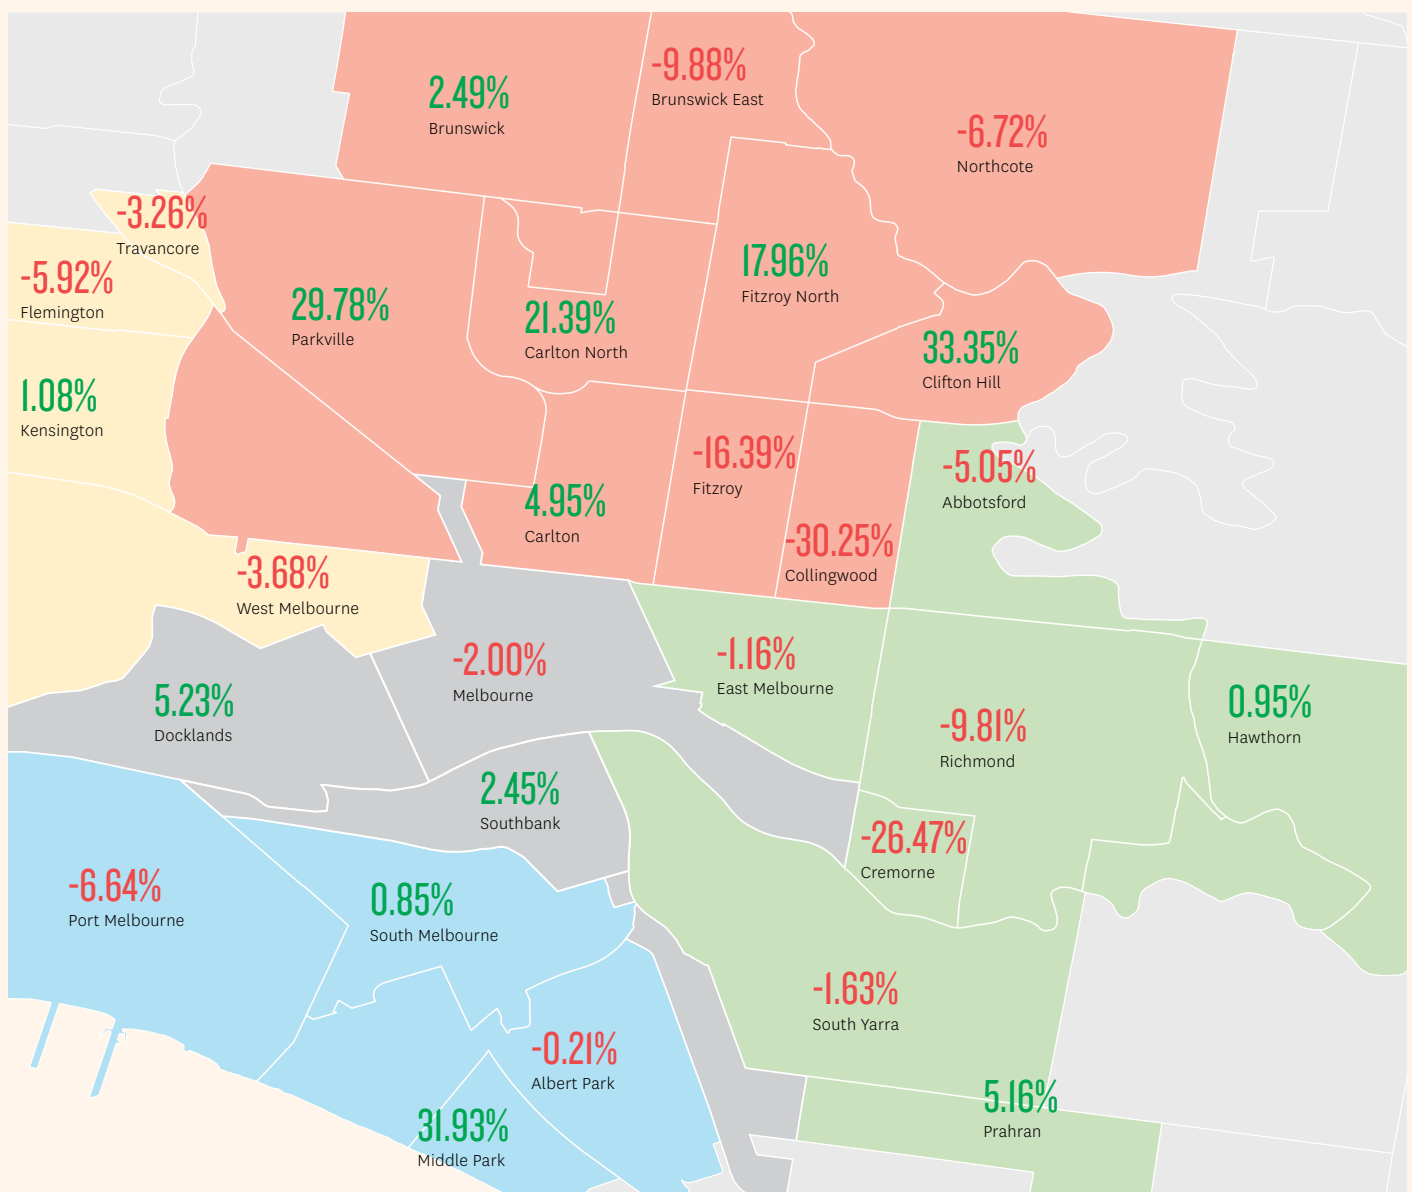 -9.88%
Brunswick East
2.49%
Brunswick
-6.72%
Northcote
-3.26%
Travancore
-5.92%
Flemington
29.78%
Parkville
21.39%
Carlton North
17.96%
Fitzroy North
33.35%
Clifton Hill
1.08%
Kensington
-16.39%
Fitzroy
-5.05%
Abbotsford
4.95%
Carlton
-30.25%
Collingwood
-3.68%
West Melbourne
-2.00%
Melbourne
-1.16%
East Melbourne
5.23%
Docklands
-9.81%
Richmond
0.95%
Hawthorn
2.45%
Southbank
-26.47%
Cremorne
-6.64%
Port Melbourne
0.85%
South Melbourne
-1.63%
South Yarra
-0.21%
Albert Park
5.16%
Prahran
31.93%
Middle Park